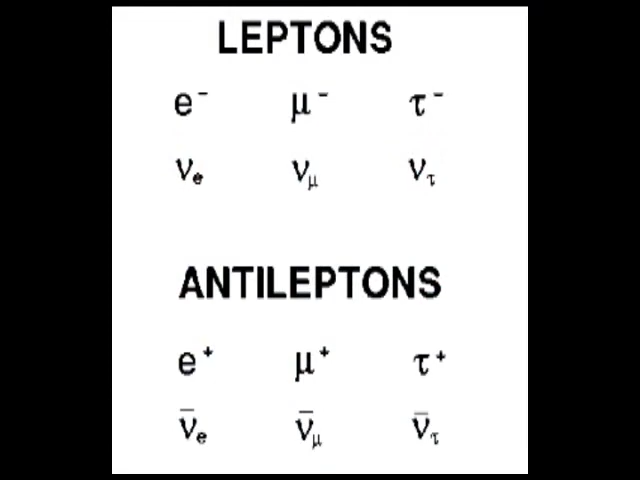 LEPTONS
e⁻ μ⁻ τ⁻
νₑ ν_μ ν_τ
ANTILEPTONS
e⁺ μ⁺ τ⁺
ν̄ₑ ν̄_μ ν̄_τ